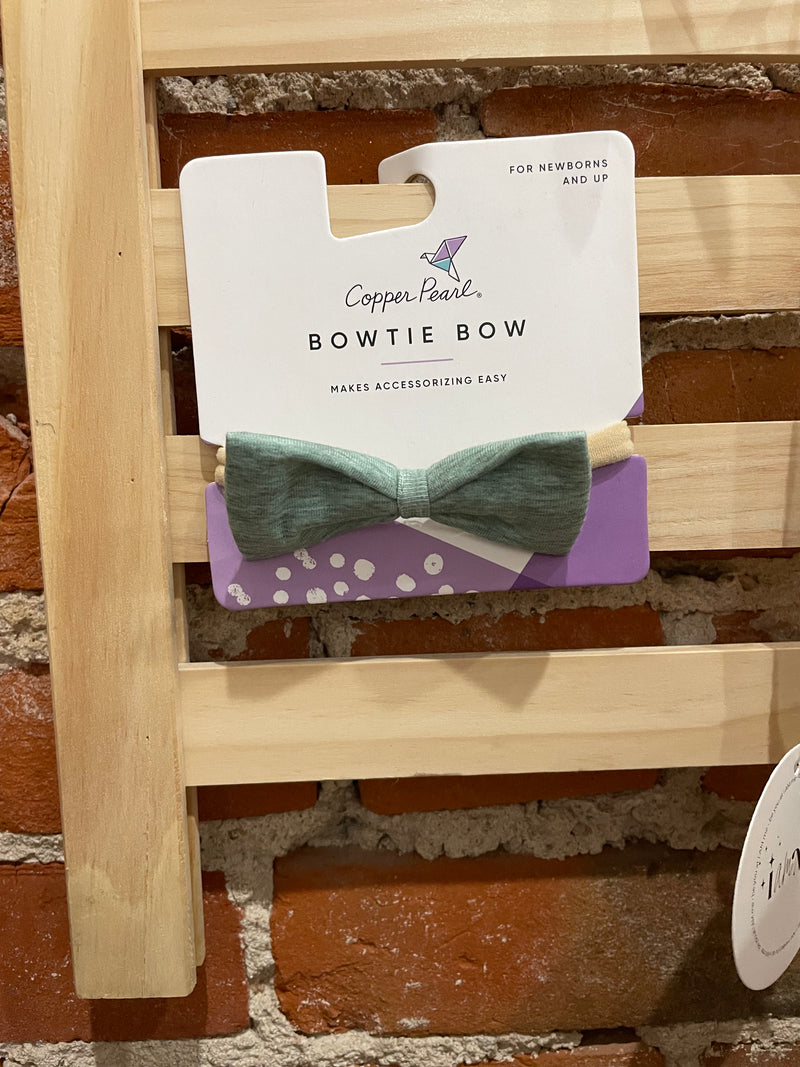 FOR NEWBORNS
AND UP
Copper Pearl®
BOWTIE BOW
MAKES ACCESSORIZING EASY